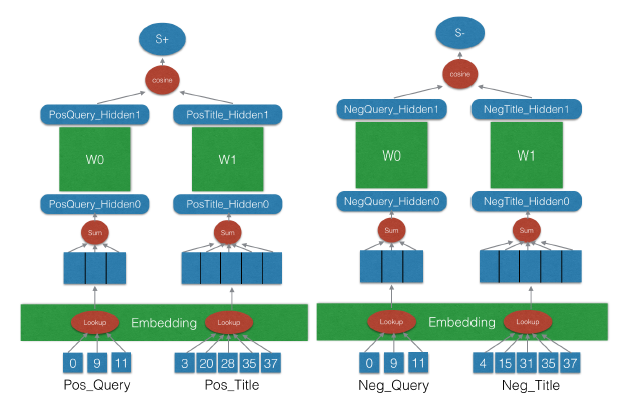 S+
S-
cosine
cosine
PosQuery_Hidden1
PosTitle_Hidden1
NegQuery_Hidden1
NegTitle_Hidden1
W0
W1
W0
W1
PosQuery_Hidden0
PosTitle_Hidden0
NegQuery_Hidden0
NegTitle_Hidden0
Sum
Sum
Sum
Sum
Lookup
Embedding
Lookup
Lookup
Embedding
Lookup
0 9 11
3 20 28 35 37
0 9 11
4 15 31 35 37
Pos_Query
Pos_Title
Neg_Query
Neg_Title